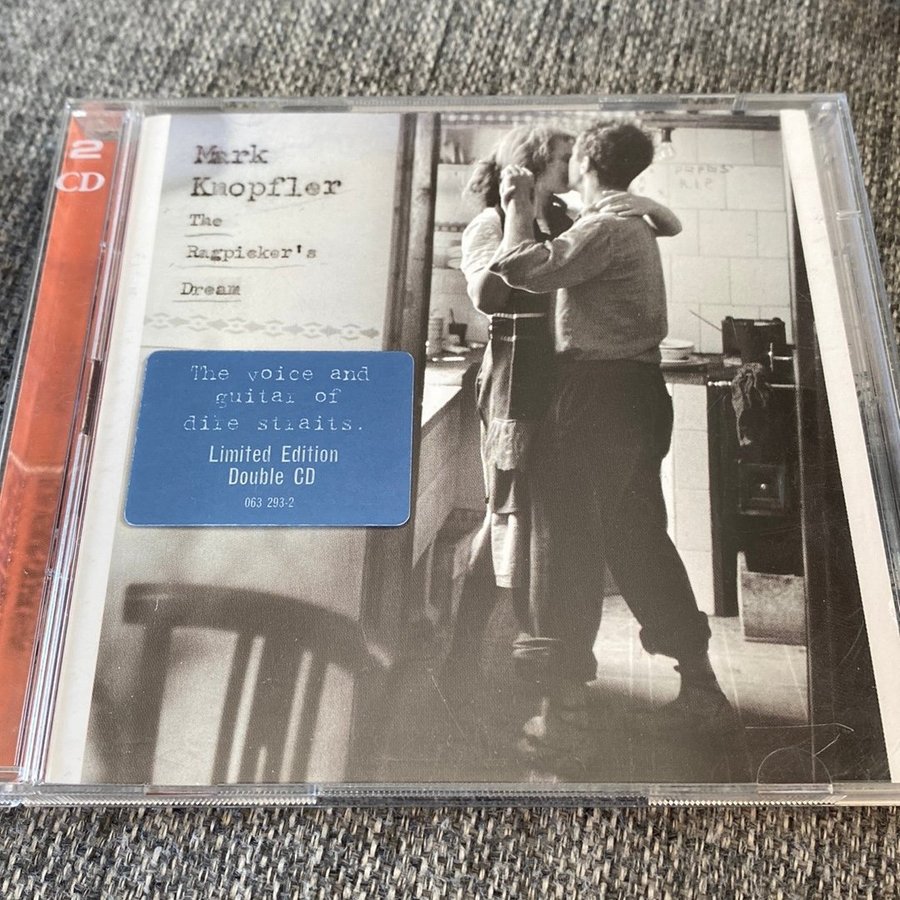 2
CD
Mark
Knopfler
The
Ragpicker's
Dream
The voice and
guitar of
dire straits.
Limited Edition
Double CD
063 293-2
RUFUS
R.I.P